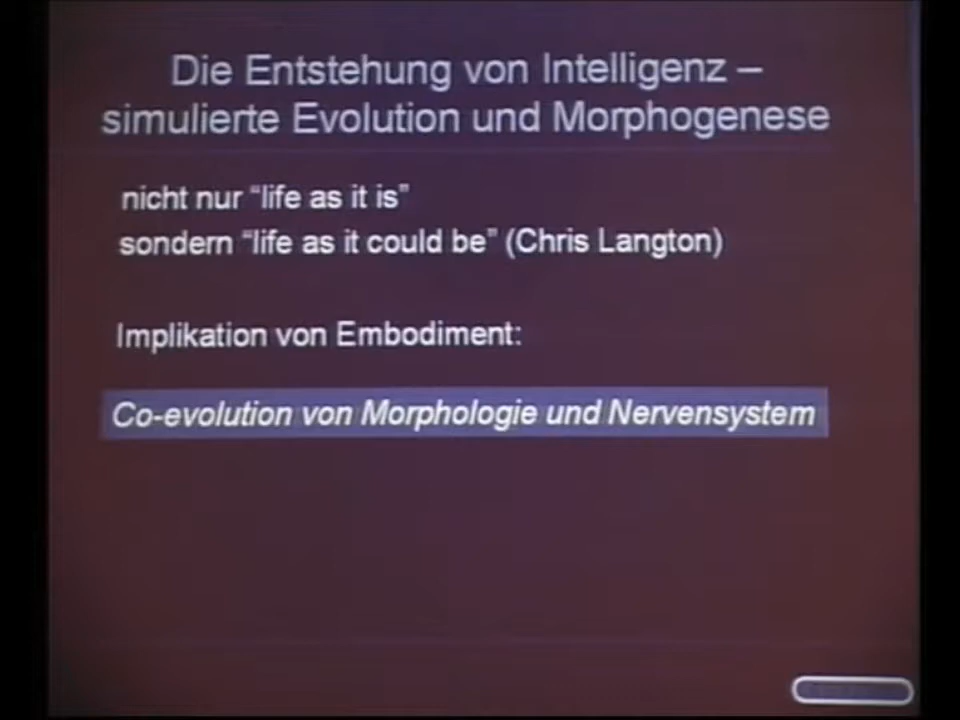 Die Entstehung von Intelligenz –
simulierte Evolution und Morphogenese
nicht nur “life as it is”
sondern “life as it could be” (Chris Langton)
Implikation von Embodiment:
Co-evolution von Morphologie und Nervensystem